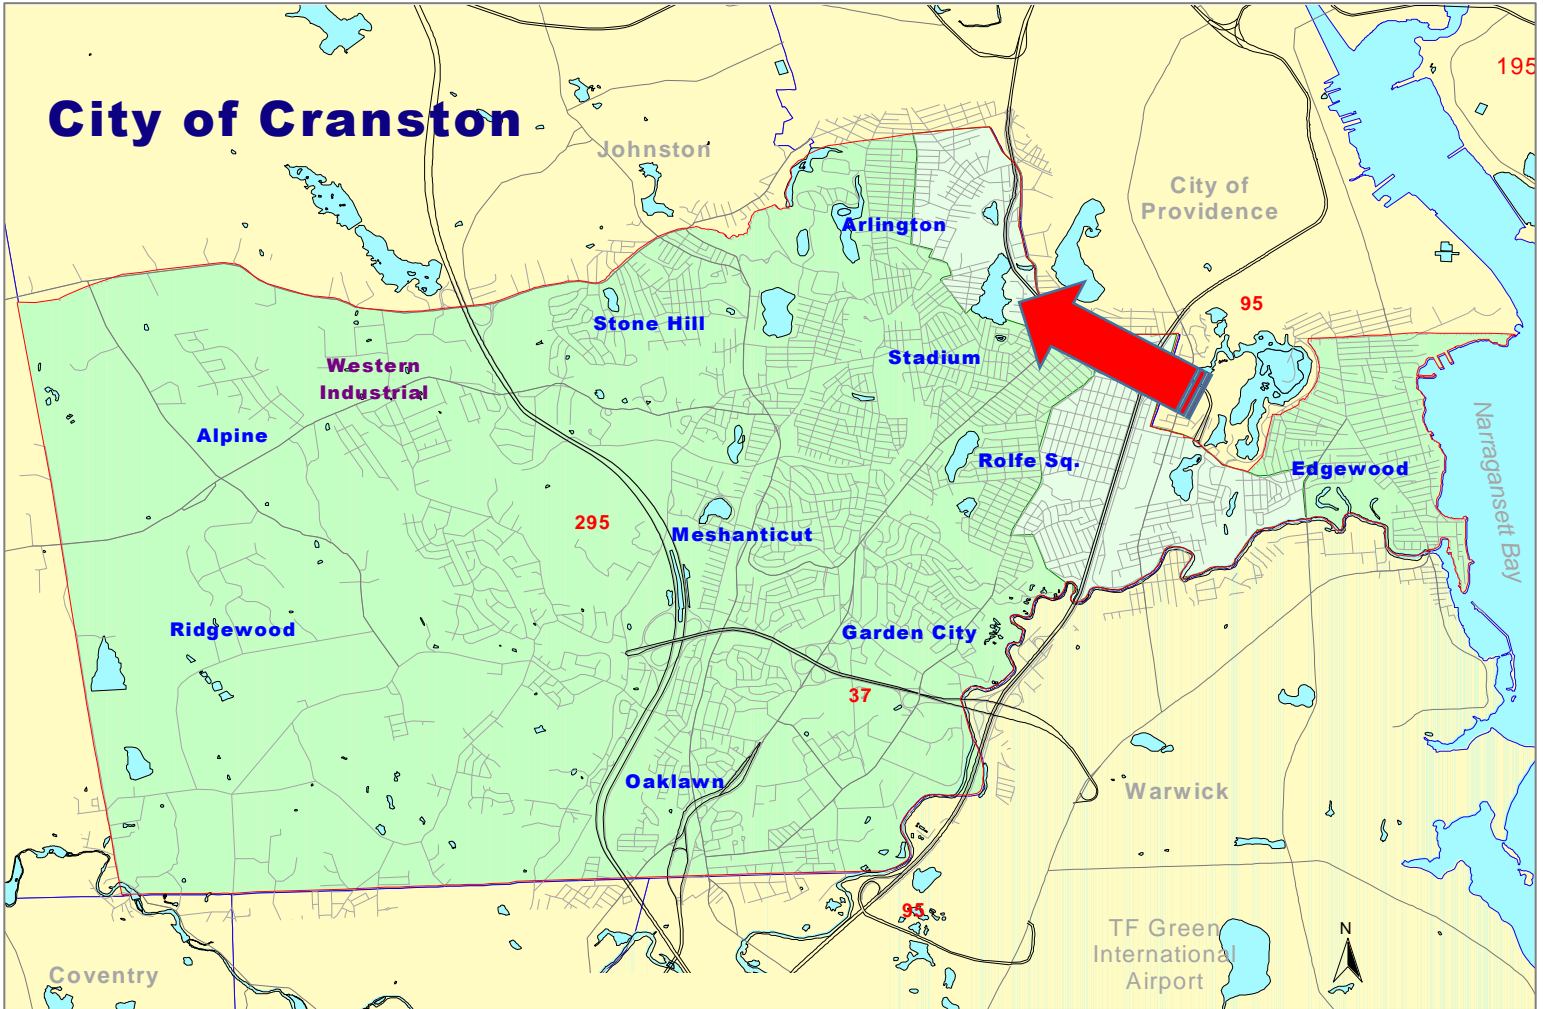 195
City of Cranston
Johnston
City of
Providence
Arlington
95
Stone Hill
Stadium
Western
Industrial
Alpine
Rolfe Sq.
Edgewood
Narraganset Bay
295
Meshanticut
Ridgewood
Garden City
37
Oaklawn
Warwick
95
TF Green
International
Airport
N
Coventry